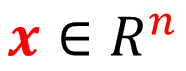 x ∈ Rⁿ